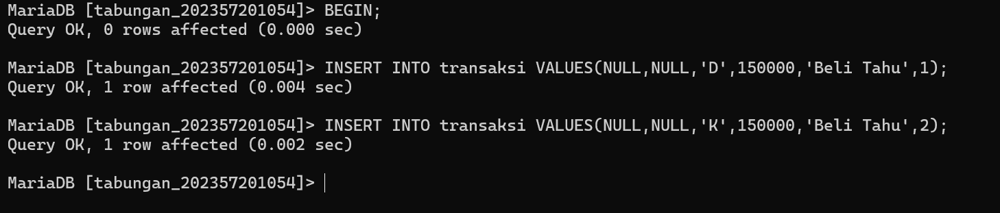 MariaDB [tabungan_202357201054]> BEGIN;
Query OK, 0 rows affected (0.000 sec)
MariaDB [tabungan_202357201054]> INSERT INTO transaksi VALUES(NULL,NULL,'D',150000,'Beli Tahu',1);
Query OK, 1 row affected (0.004 sec)
MariaDB [tabungan_202357201054]> INSERT INTO transaksi VALUES(NULL,NULL,'K',150000,'Beli Tahu',2);
Query OK, 1 row affected (0.002 sec)
MariaDB [tabungan_202357201054]>